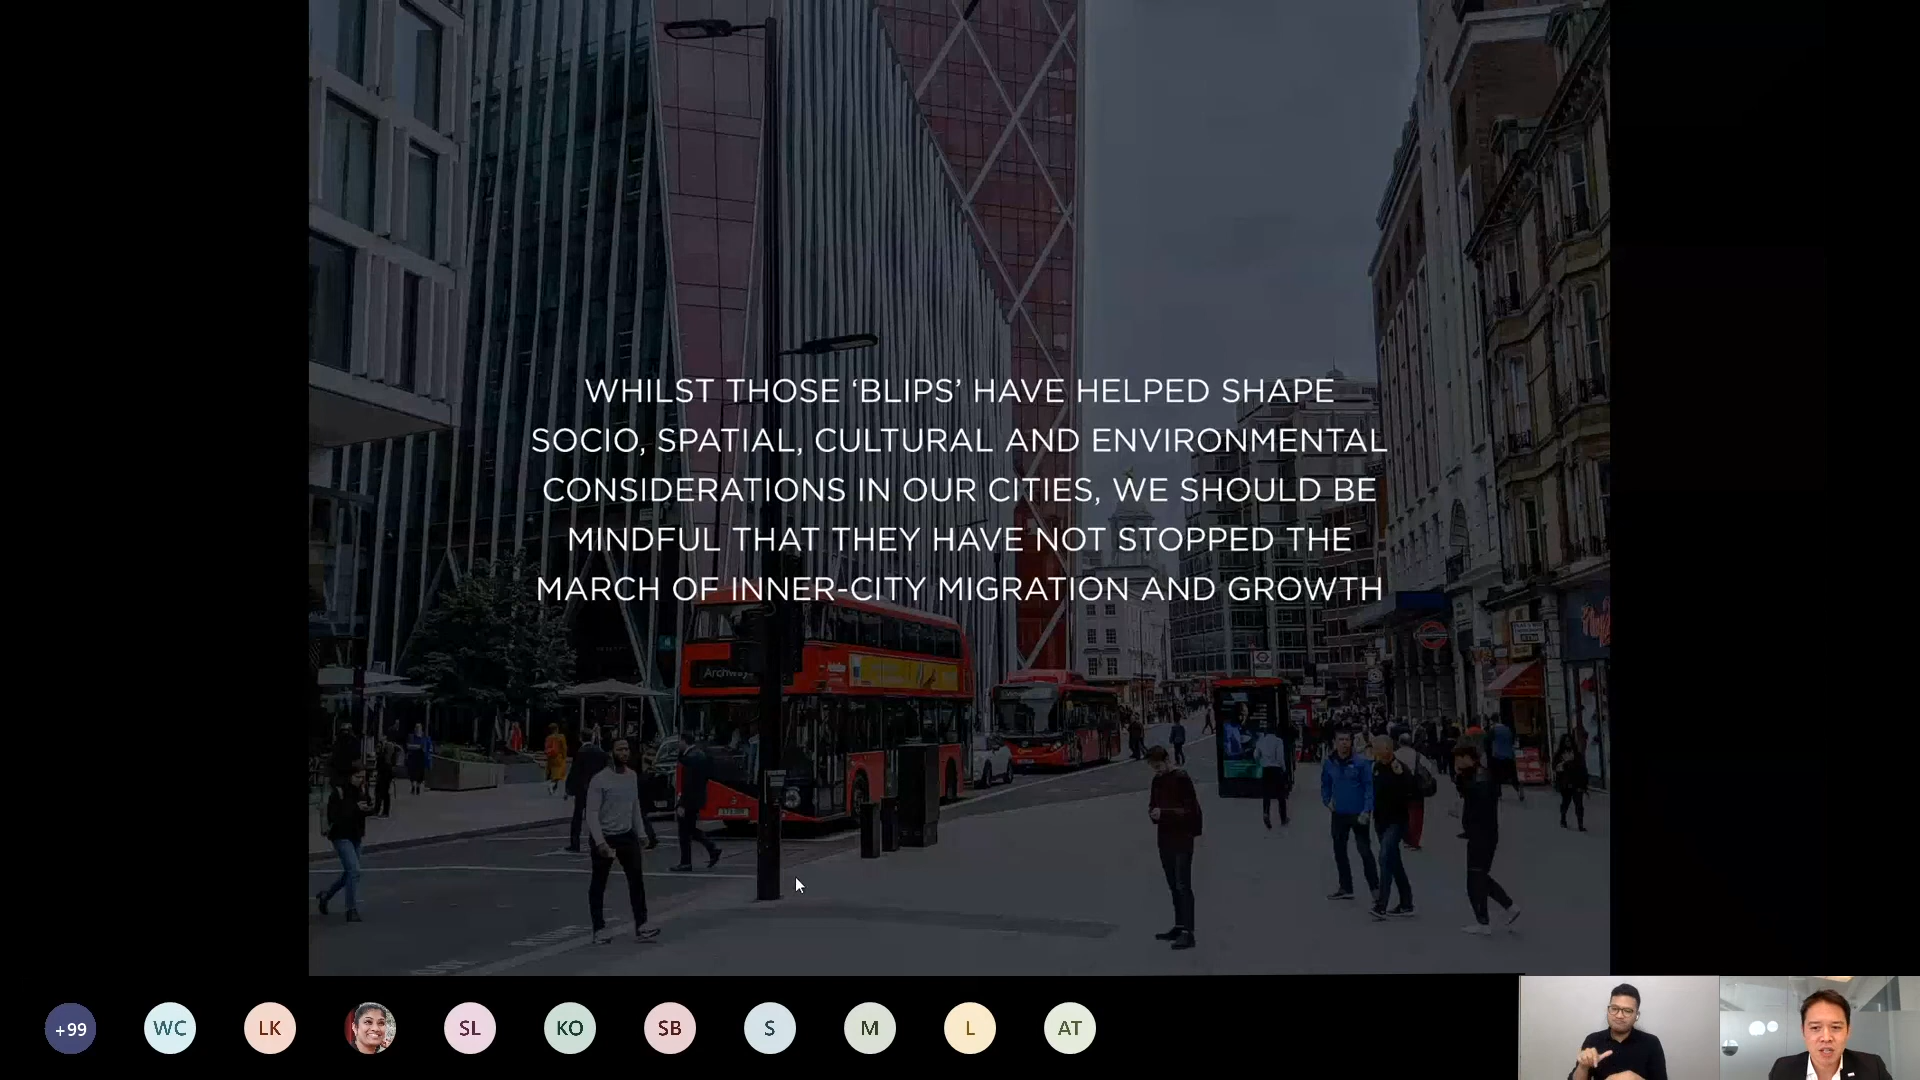 WHILST THOSE ‘BLIPS’ HAVE HELPED SHAPE
SOCIO, SPATIAL, CULTURAL AND ENVIRONMENTAL
CONSIDERATIONS IN OUR CITIES, WE SHOULD BE
MINDFUL THAT THEY HAVE NOT STOPPED THE
MARCH OF INNER-CITY MIGRATION AND GROWTH
Archway
+99
WC
LK
SL
KO
SB
S
M
L
AT